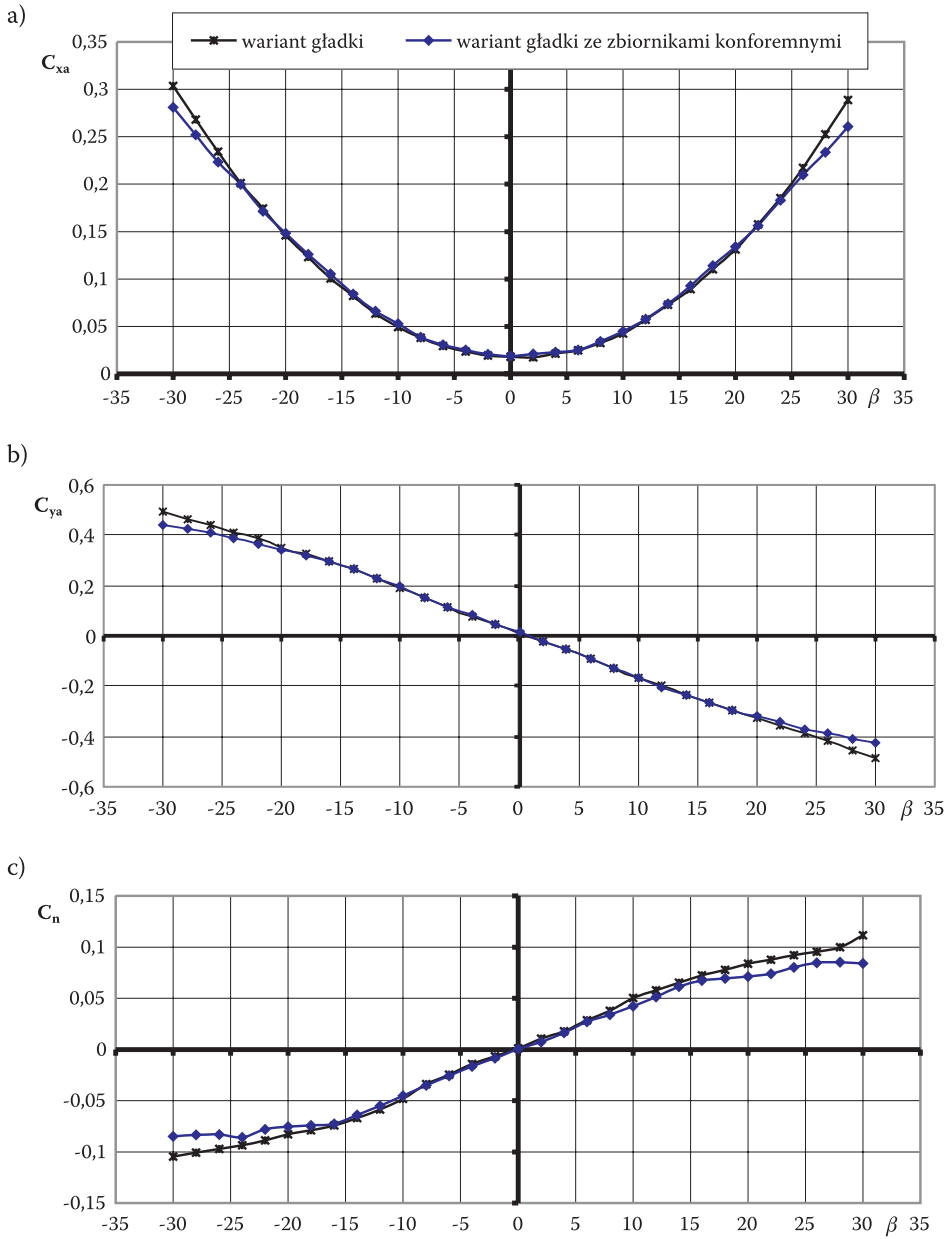 a)
wariant gładki
wariant gładki ze zbiornikami konforemnymi
C_xa
0,35
0,3
0,25
0,2
0,15
0,1
0,05
0
-35 -30 -25 -20 -15 -10 -5 0 5 10 15 20 25 30 β 35
b)
C_ya
0,6
0,4
0,2
0
-0,2
-0,4
-0,6
-35 -30 -25 -20 -15 -10 -5 0 5 10 15 20 25 30 β 35
c)
C_n
0,15
0,1
0,05
0
-0,05
-0,1
-0,15
-35 -30 -25 -20 -15 -10 -5 0 5 10 15 20 25 30 β 35